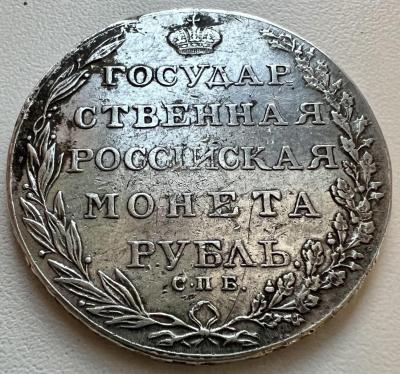 ГОСУДАР
СТВЕННАЯ
РОССІЙСКАЯ
МОНЕТА
РУБЛЬ.
С.П.Б.